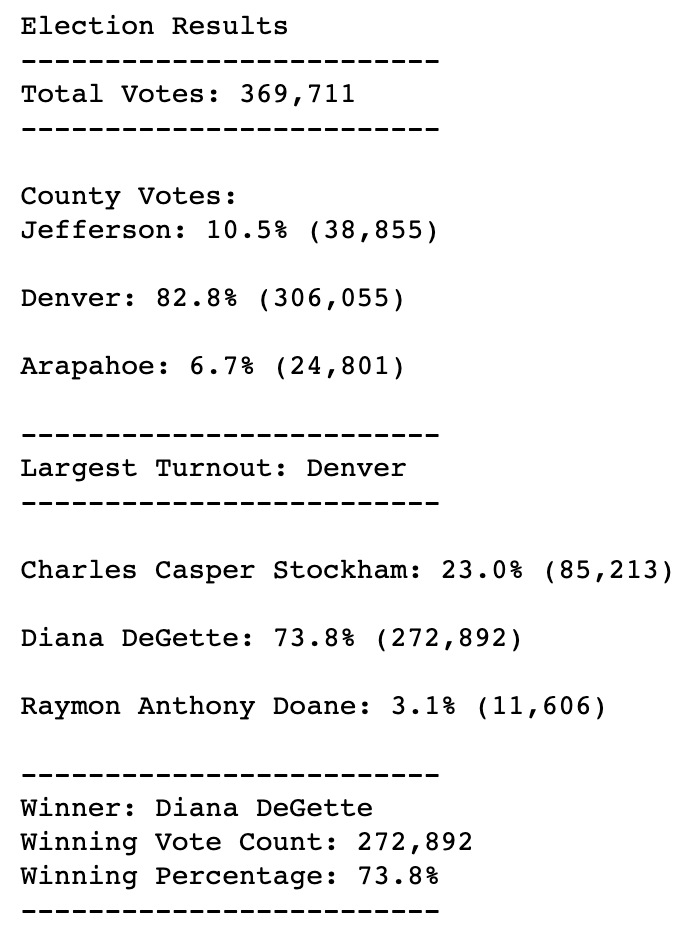 Election Results
-------------------------
Total Votes: 369,711
-------------------------
County Votes:
Jefferson: 10.5% (38,855)
Denver: 82.8% (306,055)
Arapahoe: 6.7% (24,801)
-------------------------
Largest Turnout: Denver
-------------------------
Charles Casper Stockham: 23.0% (85,213)
Diana DeGette: 73.8% (272,892)
Raymon Anthony Doane: 3.1% (11,606)
-------------------------
Winner: Diana DeGette
Winning Vote Count: 272,892
Winning Percentage: 73.8%
-------------------------